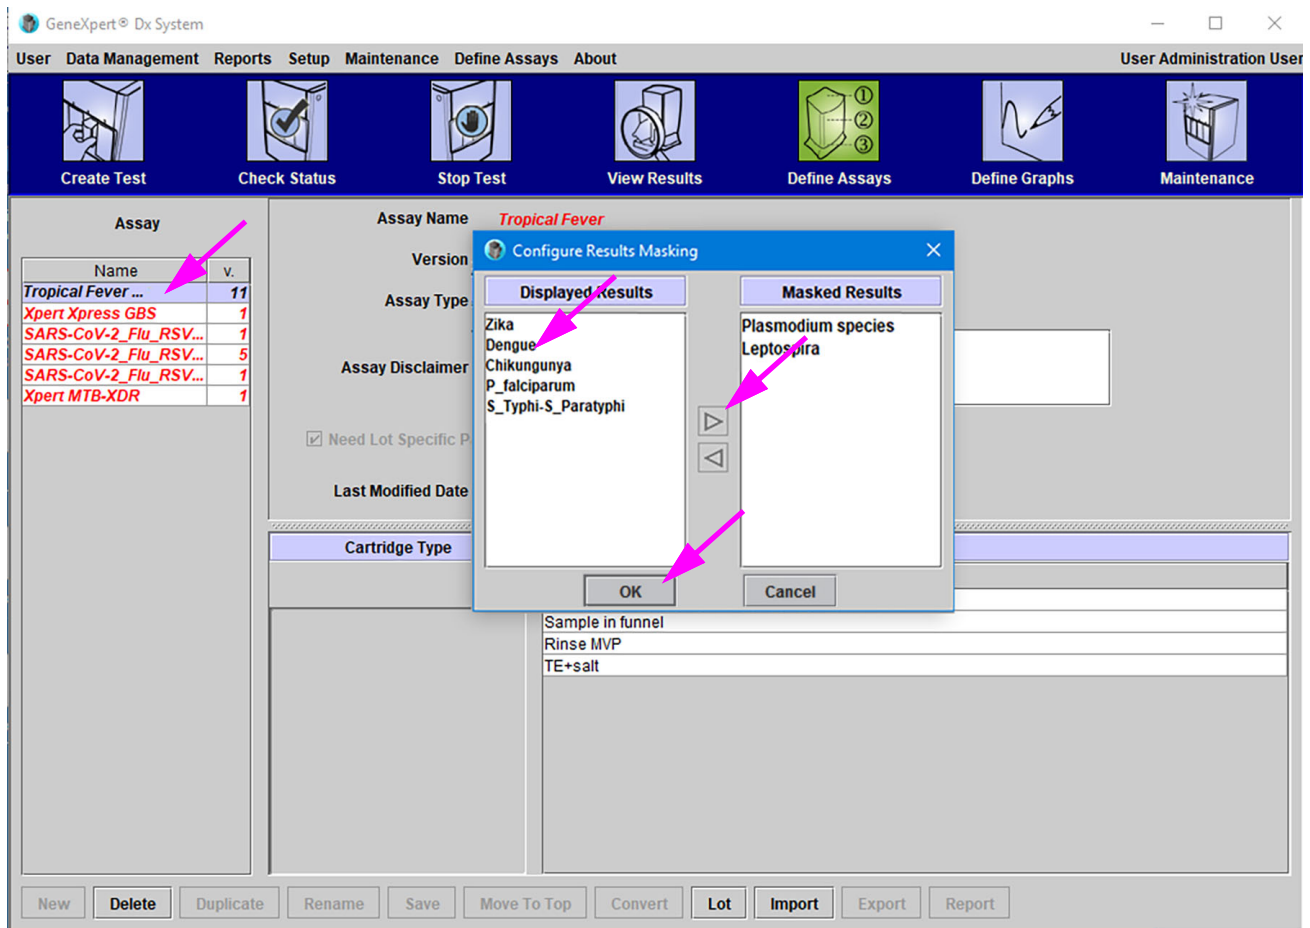 GeneXpert® Dx System
User Data Management Reports Setup Maintenance Define Assays About User Administration User
① ② ③
Create Test Check Status Stop Test View Results Define Assays Define Graphs Maintenance
Assay
Name v.
Tropical Fever ... 11
Xpert Xpress GBS 1
SARS-CoV-2_Flu_RSV... 1
SARS-CoV-2_Flu_RSV... 5
SARS-CoV-2_Flu_RSV... 1
Xpert MTB-XDR 1
Assay Name Tropical Fever
Version
Assay Type
Assay Disclaimer
Need Lot Specific P
Last Modified Date
Configure Results Masking
Displayed Results
Zika
Dengue
Chikungunya
P_falciparum
S_Typhi-S_Paratyphi
Masked Results
Plasmodium species
Leptospira
OK Cancel
Cartridge Type
Sample in funnel
Rinse MVP
TE+salt
New Delete Duplicate Rename Save Move To Top Convert Lot Import Export Report